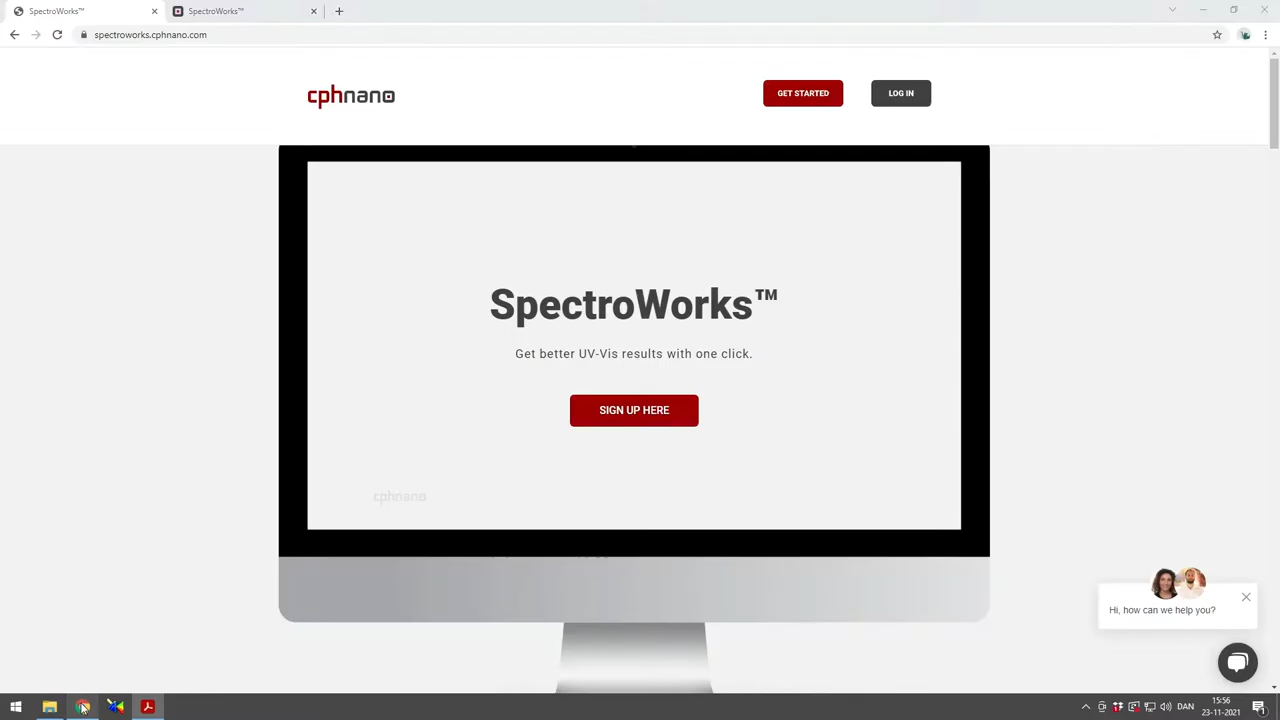 SpectroWorks™
SpectroWorks™
spectroworks.cphnano.com
cphnano
GET STARTED
LOG IN
SpectroWorks™
Get better UV-Vis results with one click.
SIGN UP HERE
cphnano
Hi, how can we help you?
DAN
15:56
23-11-2021
1